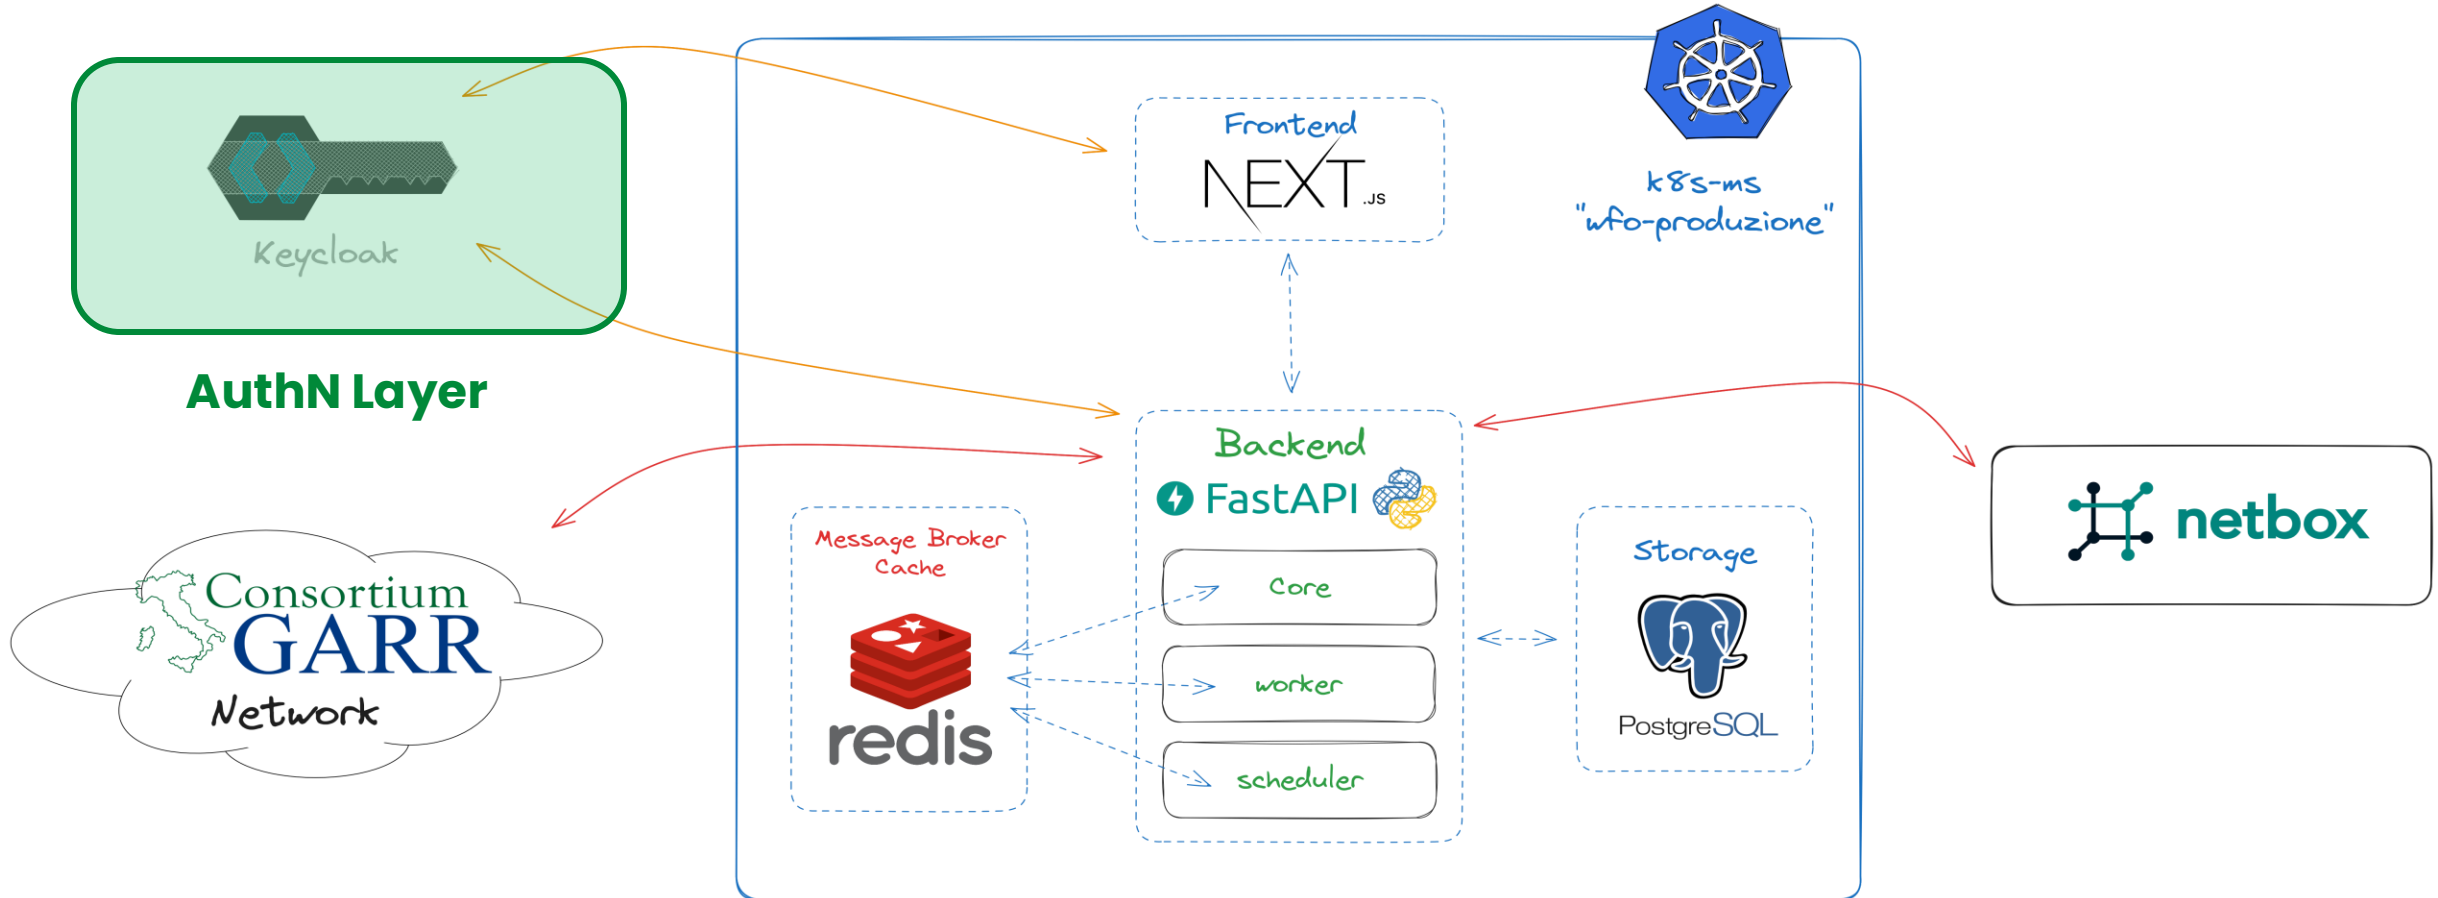 Keycloak
AuthN Layer
Consortium
GARR
Network
Frontend
NEXT.JS
k8s-ms
"wfo-produzione"
Backend
FastAPI
Core
worker
scheduler
Message Broker
Cache
redis
Storage
PostgreSQL
netbox